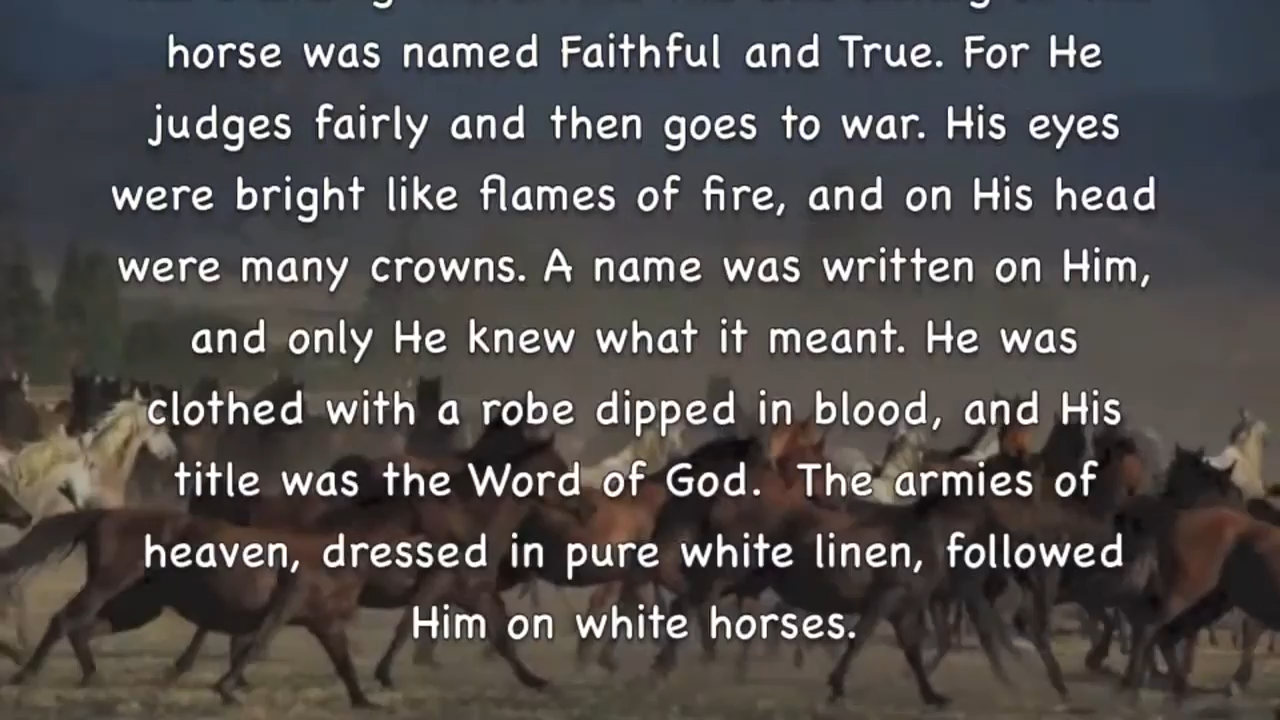 horse was named Faithful and True. For He
judges fairly and then goes to war. His eyes
were bright like flames of fire, and on His head
were many crowns. A name was written on Him,
and only He knew what it meant. He was
clothed with a robe dipped in blood, and His
title was the Word of God. The armies of
heaven, dressed in pure white linen, followed
Him on white horses.